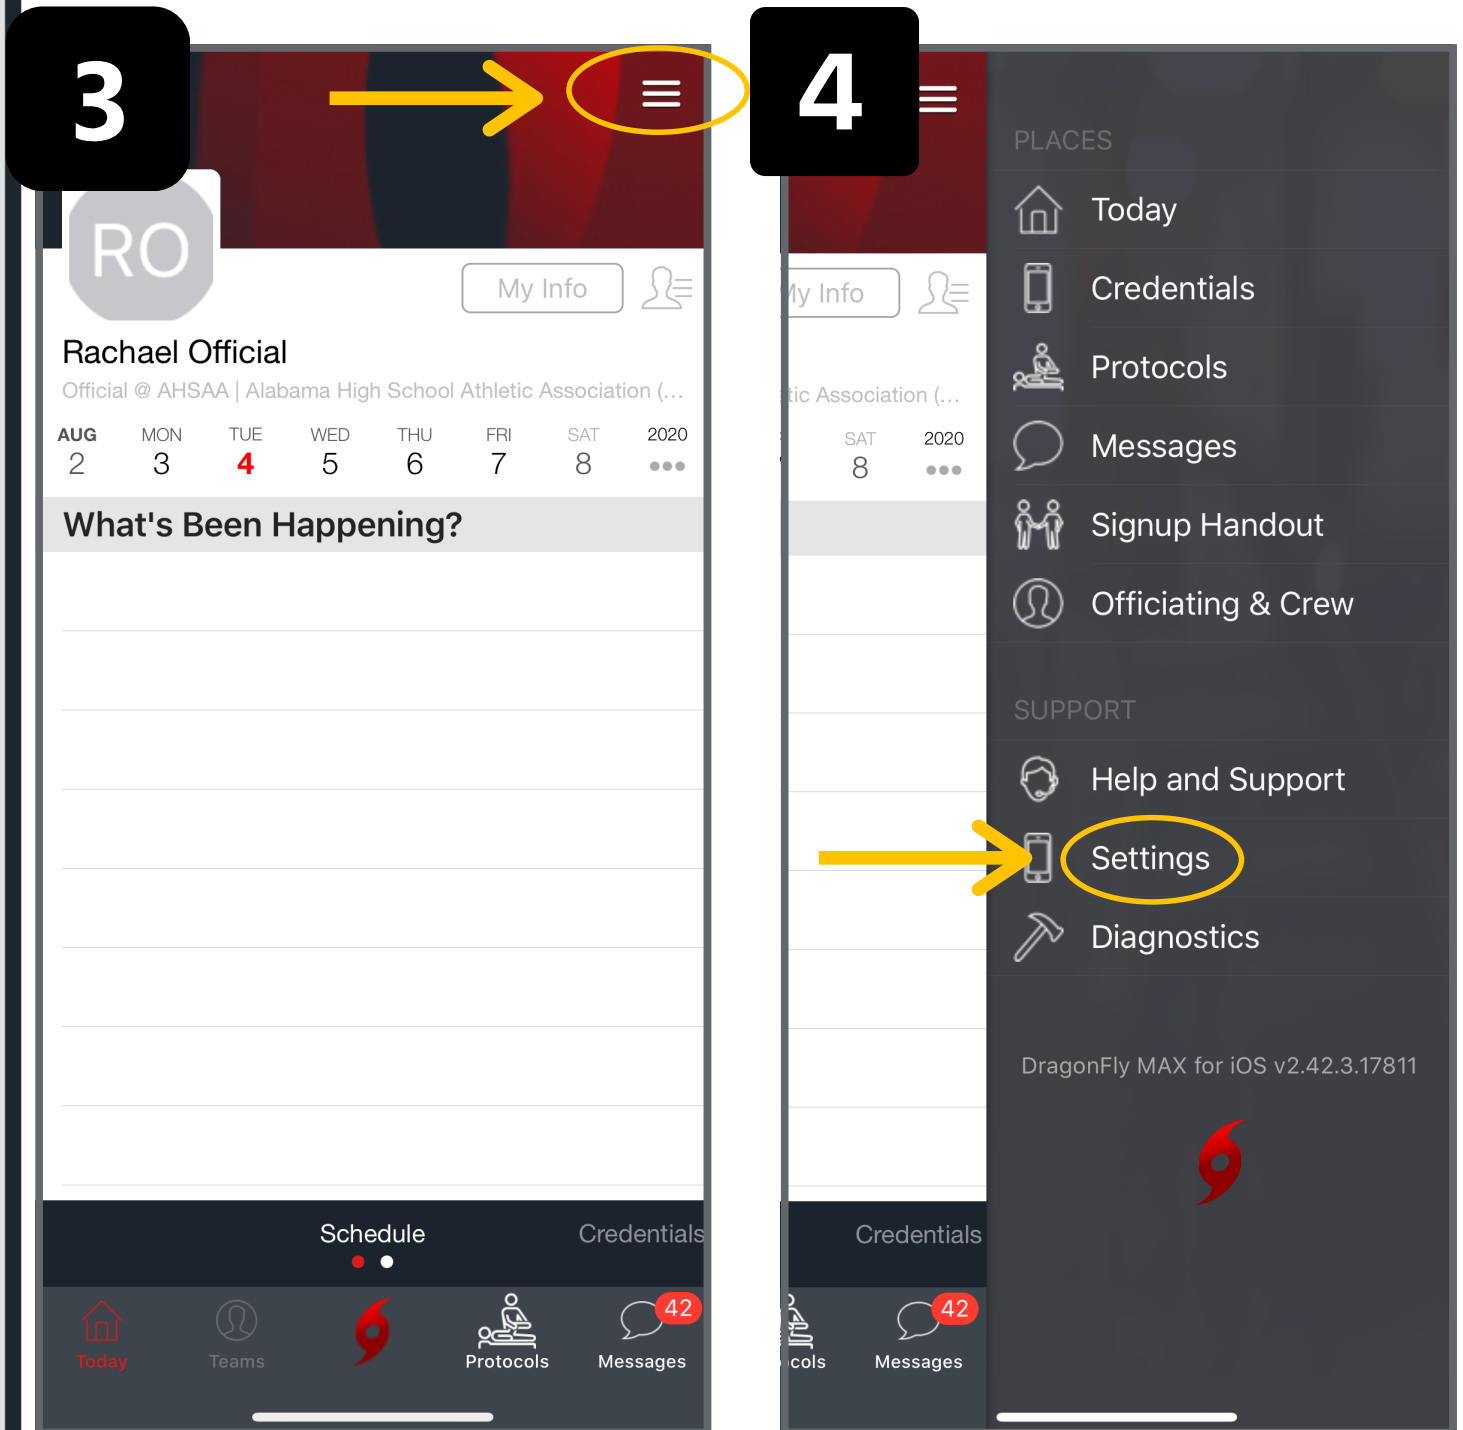 3
RO
My Info
Rachael Official
Official @ AHSAA | Alabama High School Athletic Association (...
AUG MON TUE WED THU FRI SAT 2020
2 3 4 5 6 7 8
What's Been Happening?
Schedule Credentials
42
Today Teams Protocols Messages
4
My Info
tic Association (...
SAT 2020
8
Credentials
42
cols Messages
PLACES
Today
Credentials
Protocols
Messages
Signup Handout
Officiating & Crew
SUPPORT
Help and Support
Settings
Diagnostics
DragonFly MAX for iOS v2.42.3.17811